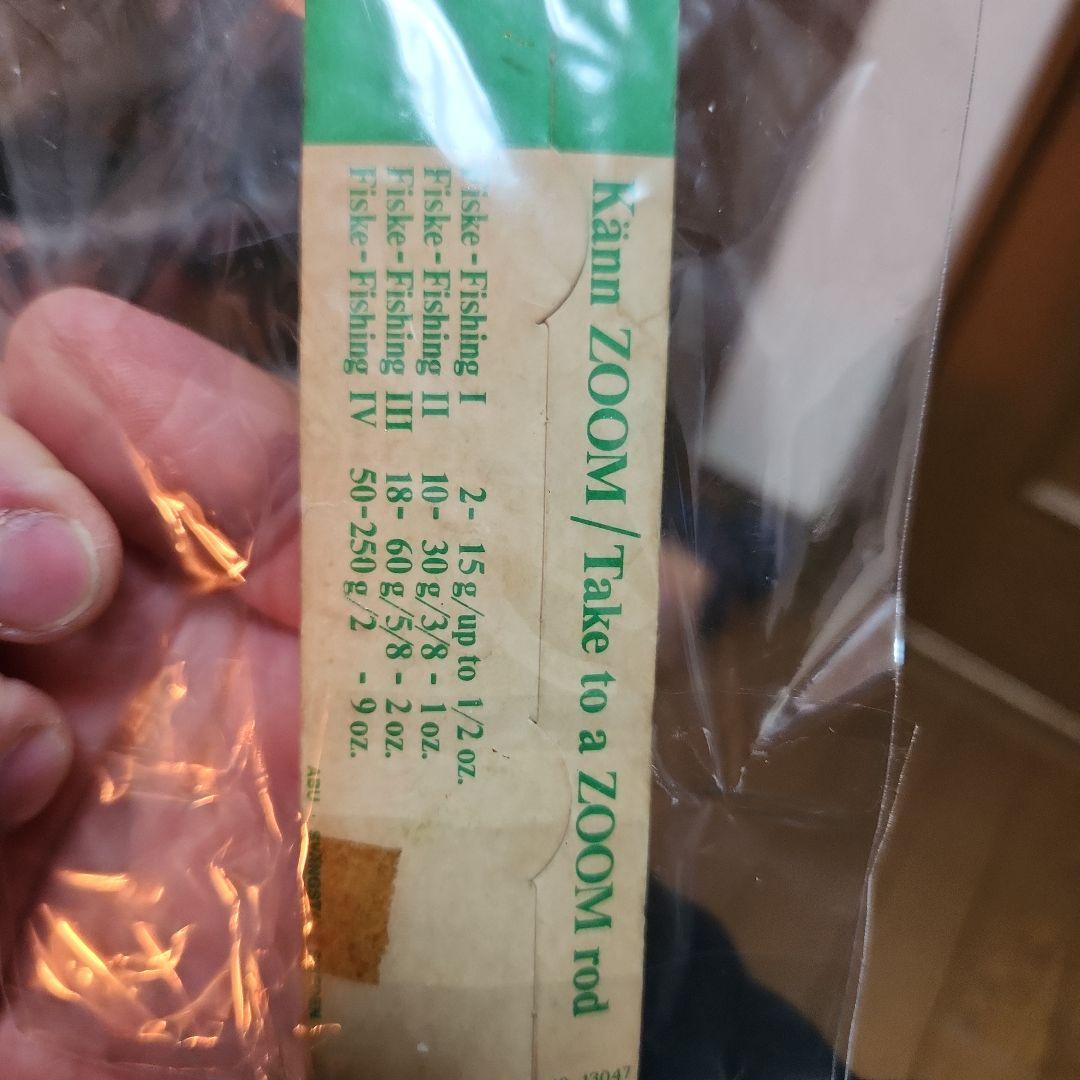 Känn ZOOM / Take to a ZOOM rod
Fiske - Fishing I 2- 15 g/up to 1/2 oz.
Fiske - Fishing II 10- 30 g/3/8 - 1 oz.
Fiske - Fishing III 18- 60 g/5/8 - 2 oz.
Fiske - Fishing IV 50-250 g/2 - 9 oz.
ABU
13047